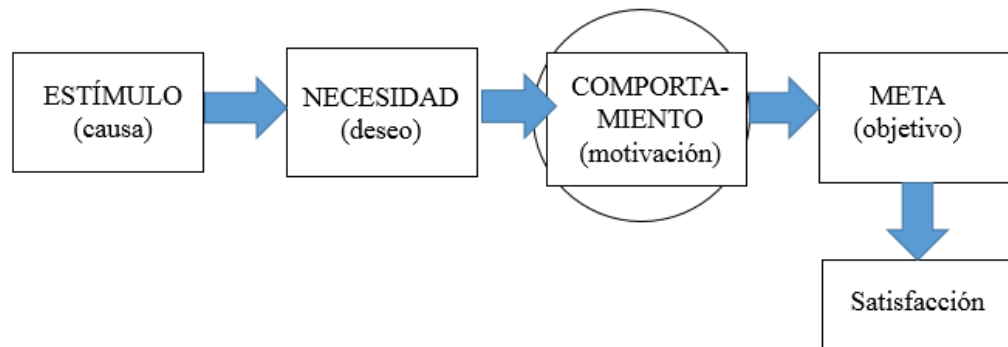 ESTÍMULO
(causa)
NECESIDAD
(deseo)
COMPORTA-
MIENTO
(motivación)
META
(objetivo)
Satisfacción